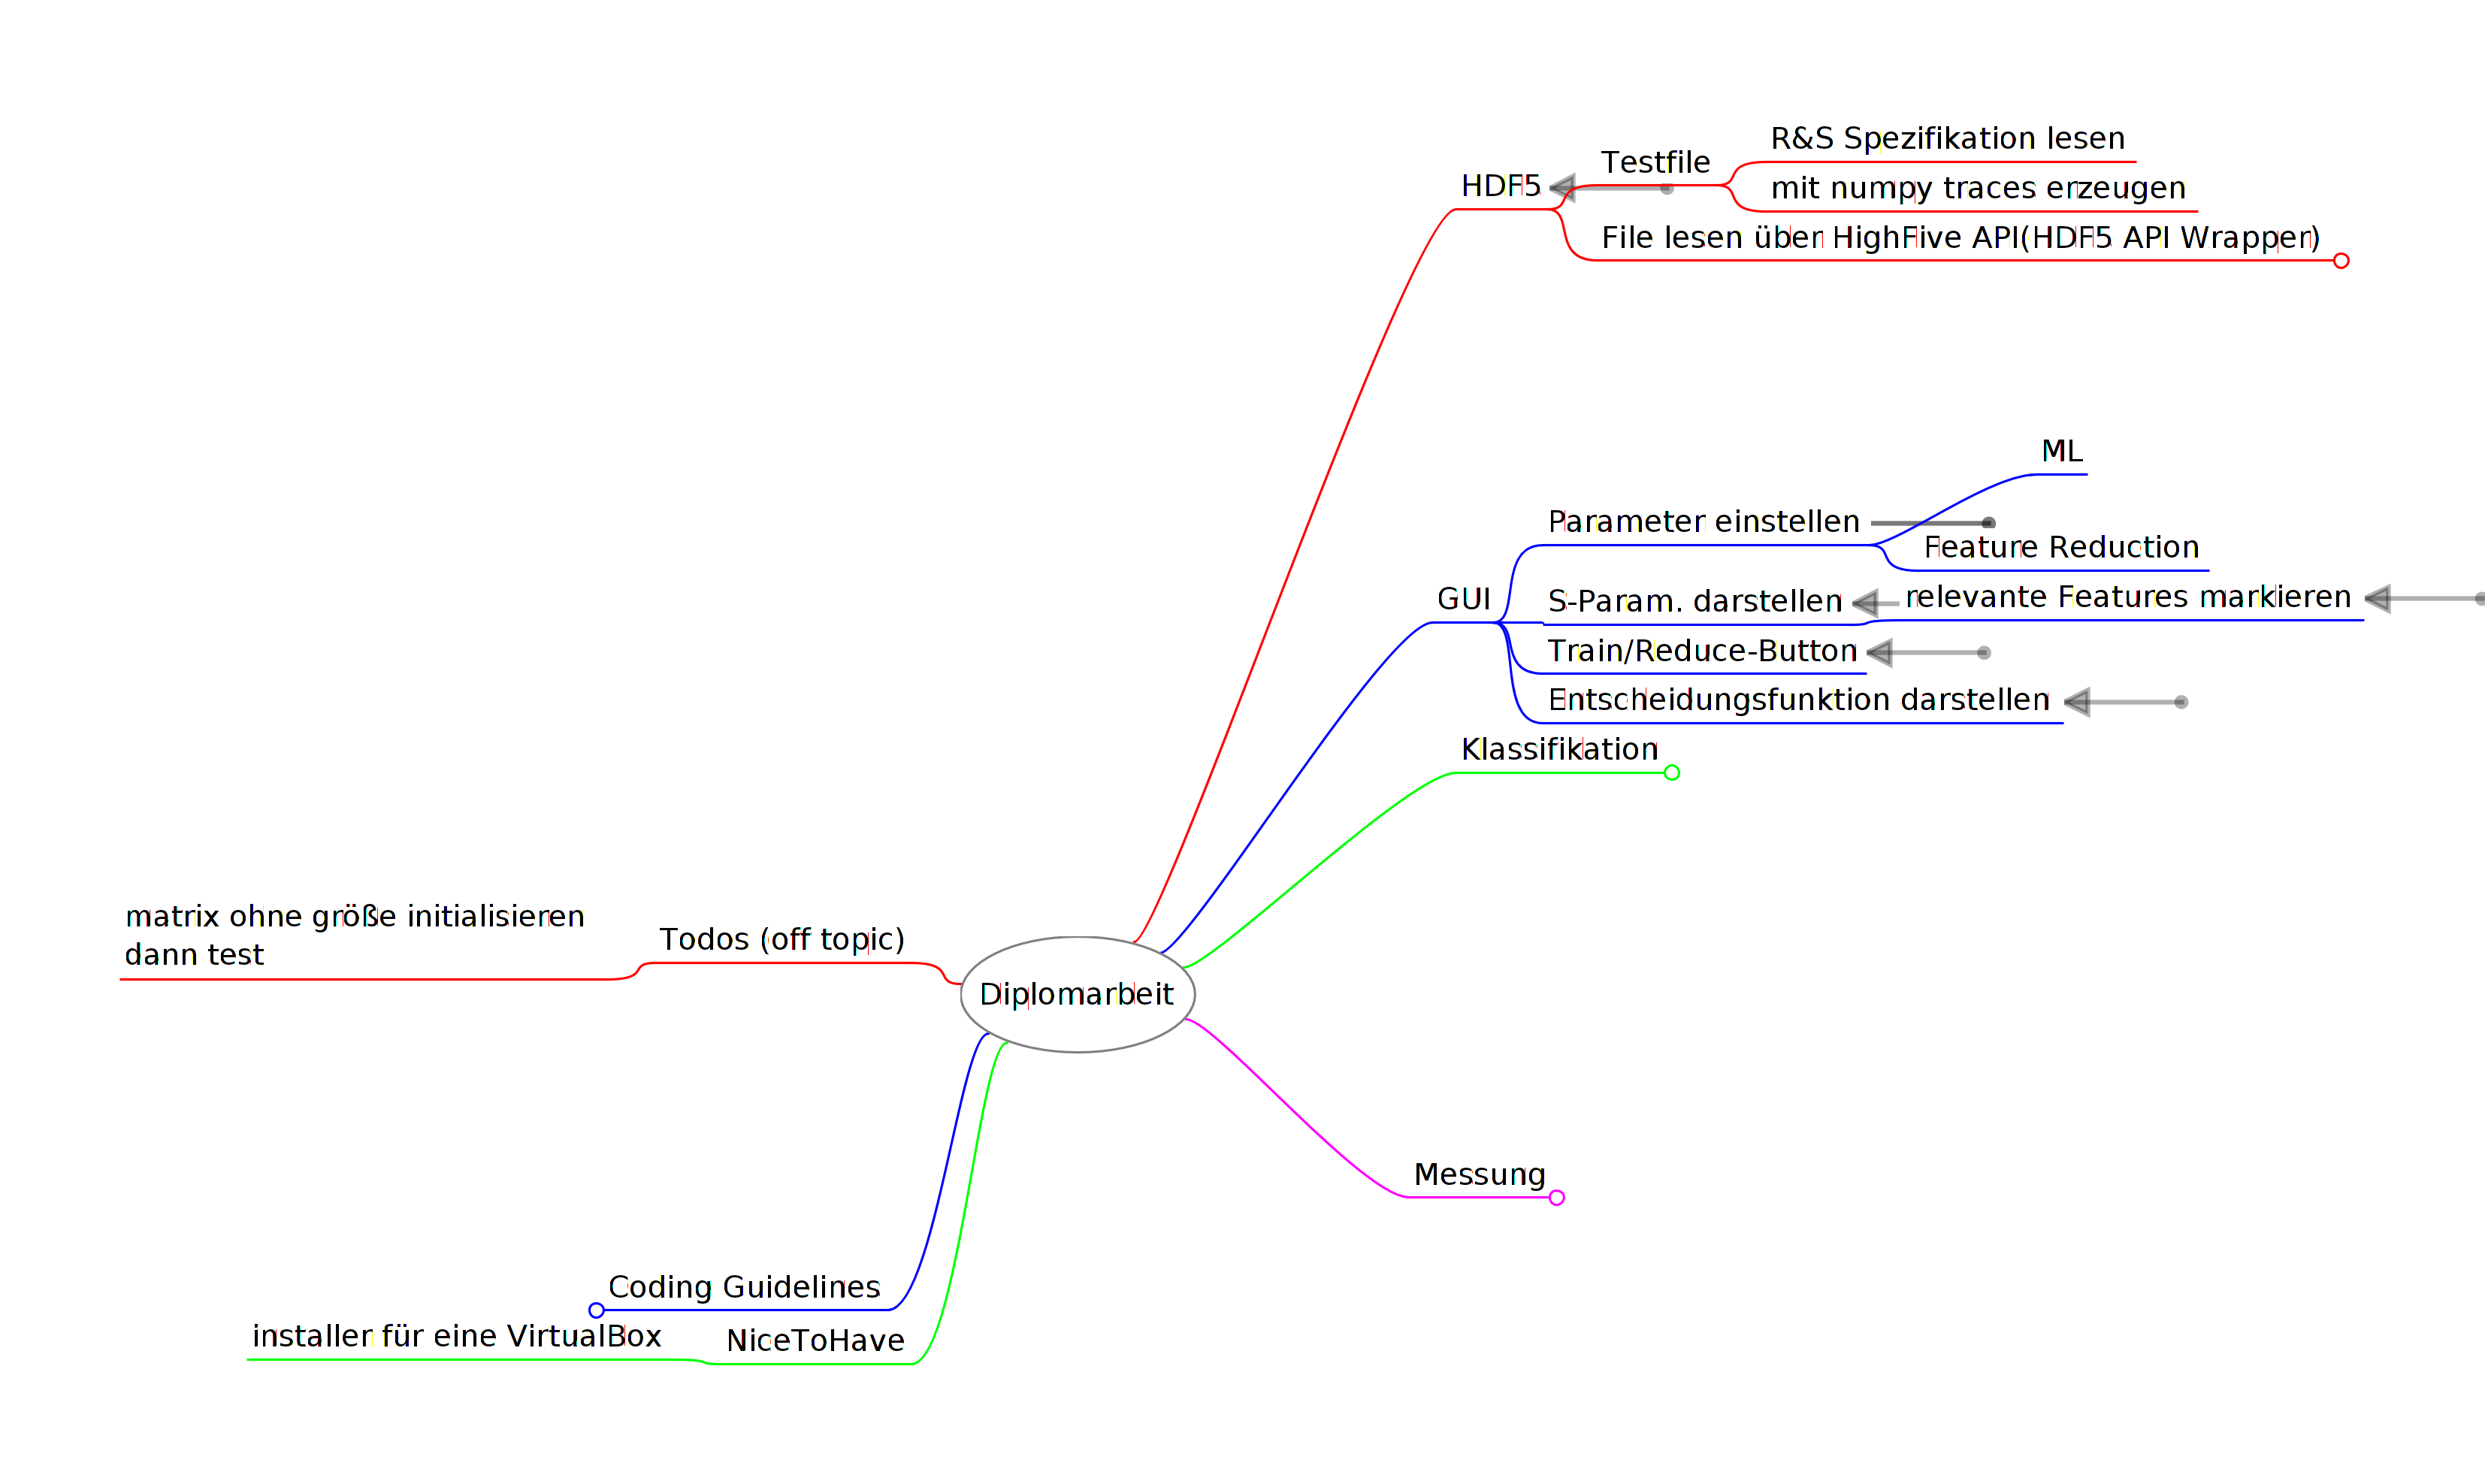 R&S Spezifikation lesen
Testfile
HDF5
mit numpy traces erzeugen
File lesen über HighFive API(HDF5 API Wrapper)
ML
Parameter einstellen
Feature Reduction
GUI
S-Param. darstellen
relevante Features markieren
Train/Reduce-Button
Entscheidungsfunktion darstellen
Klassifikation
matrix ohne größe initialisieren
dann test
Todos (off topic)
Diplomarbeit
Messung
Coding Guidelines
installer für eine VirtualBox
NiceToHave